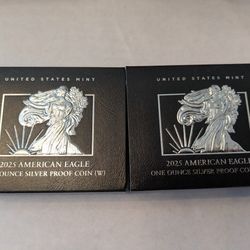 UNITED STATES MINT
2025 AMERICAN EAGLE
OUNCE SILVER PROOF COIN (W)
UNITED STATES MINT
2025 AMERICAN EAGLE
ONE OUNCE SILVER PROOF CO